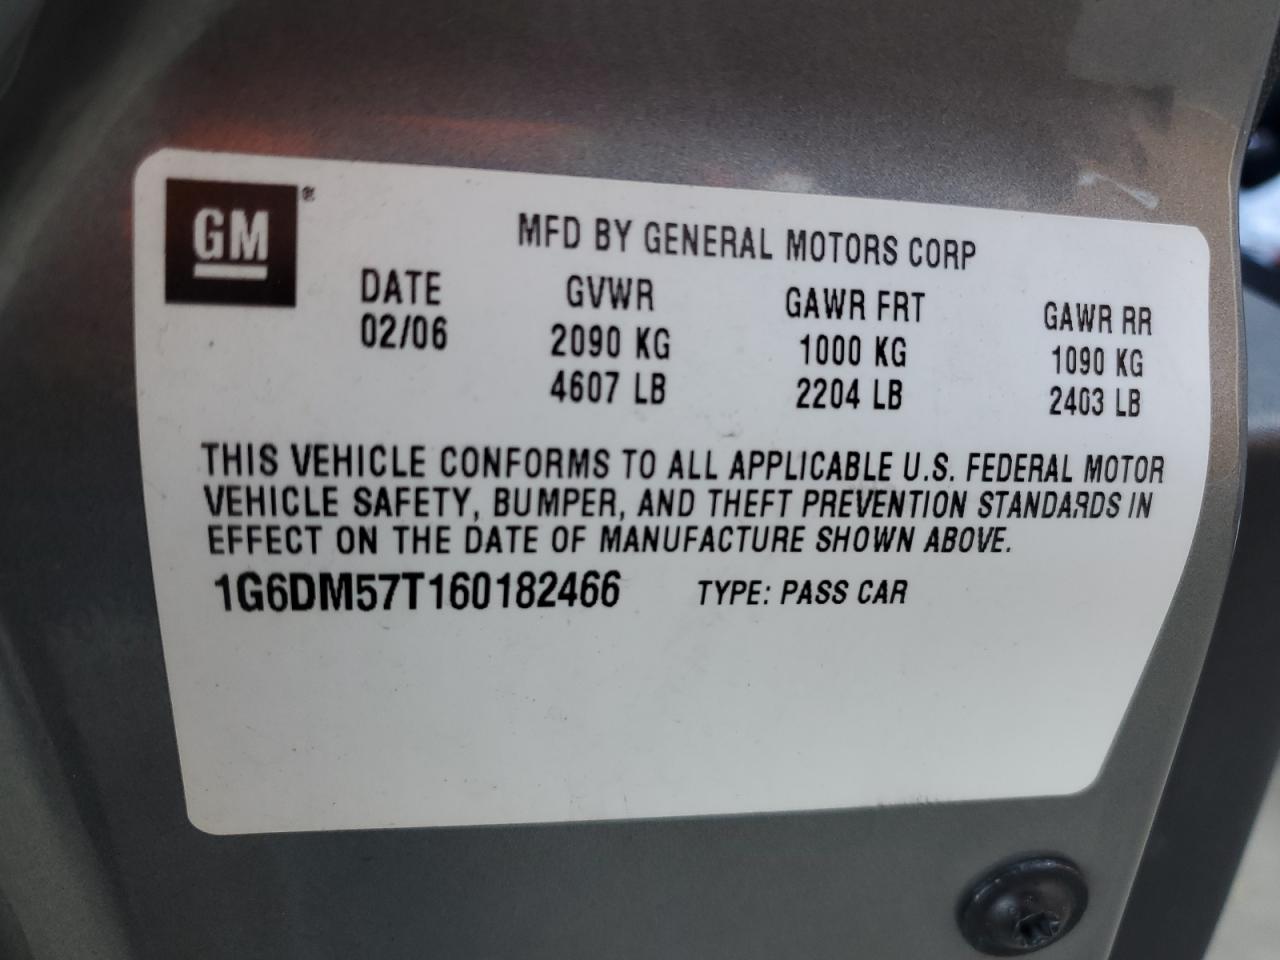 GM®
MFD BY GENERAL MOTORS CORP
DATE GVWR GAWR FRT GAWR RR
02/06 2090 KG 1000 KG 1090 KG
4607 LB 2204 LB 2403 LB
THIS VEHICLE CONFORMS TO ALL APPLICABLE U.S. FEDERAL MOTOR
VEHICLE SAFETY, BUMPER, AND THEFT PREVENTION STANDARDS IN
EFFECT ON THE DATE OF MANUFACTURE SHOWN ABOVE.
1G6DM57T160182466 TYPE: PASS CAR